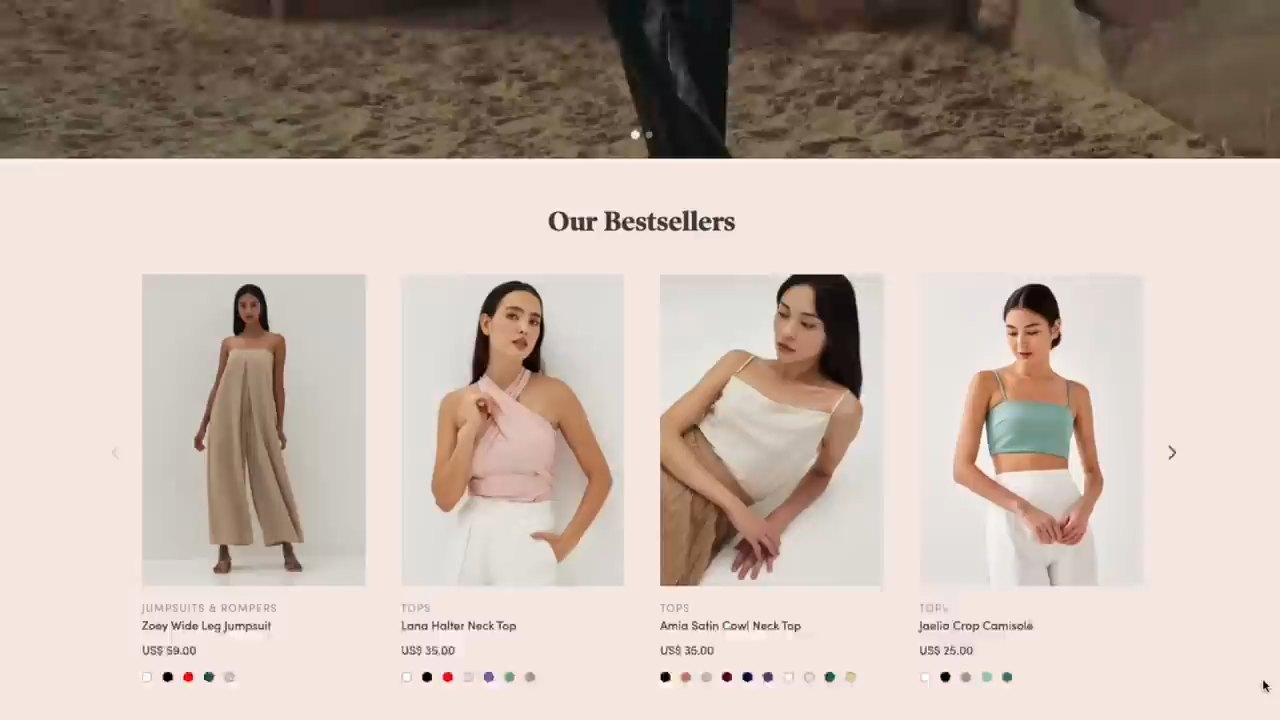 Our Bestsellers
JUMPSUITS & ROMPERS
Zoey Wide Leg Jumpsuit
US$ 59.00
TOPS
Lana Halter Neck Top
US$ 35.00
TOPS
Amia Satin Cowl Neck Top
US$ 35.00
TOPS
Jaelia Crop Camisole
US$ 25.00